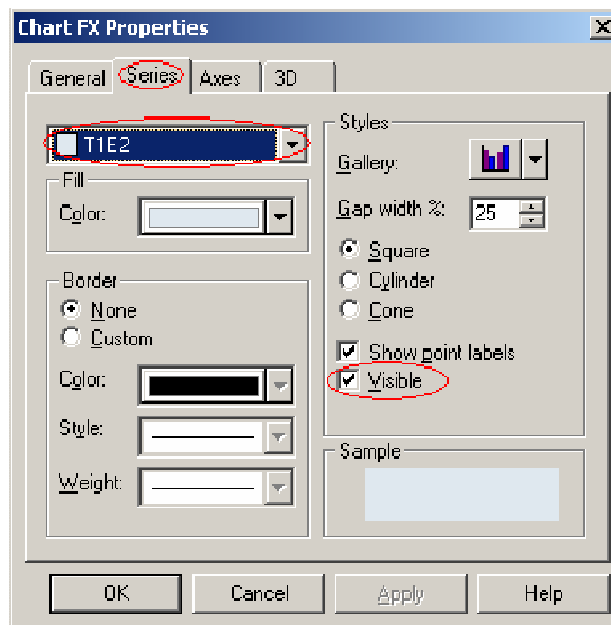 Chart FX Properties
General Series Axes 3D
T1E2
Fill
Color:
Border
None
Custom
Color:
Style:
Weight:
Styles
Gallery:
Gap width %: 25
Square
Cylinder
Cone
Show point labels
Visible
Sample
OK Cancel Apply Help